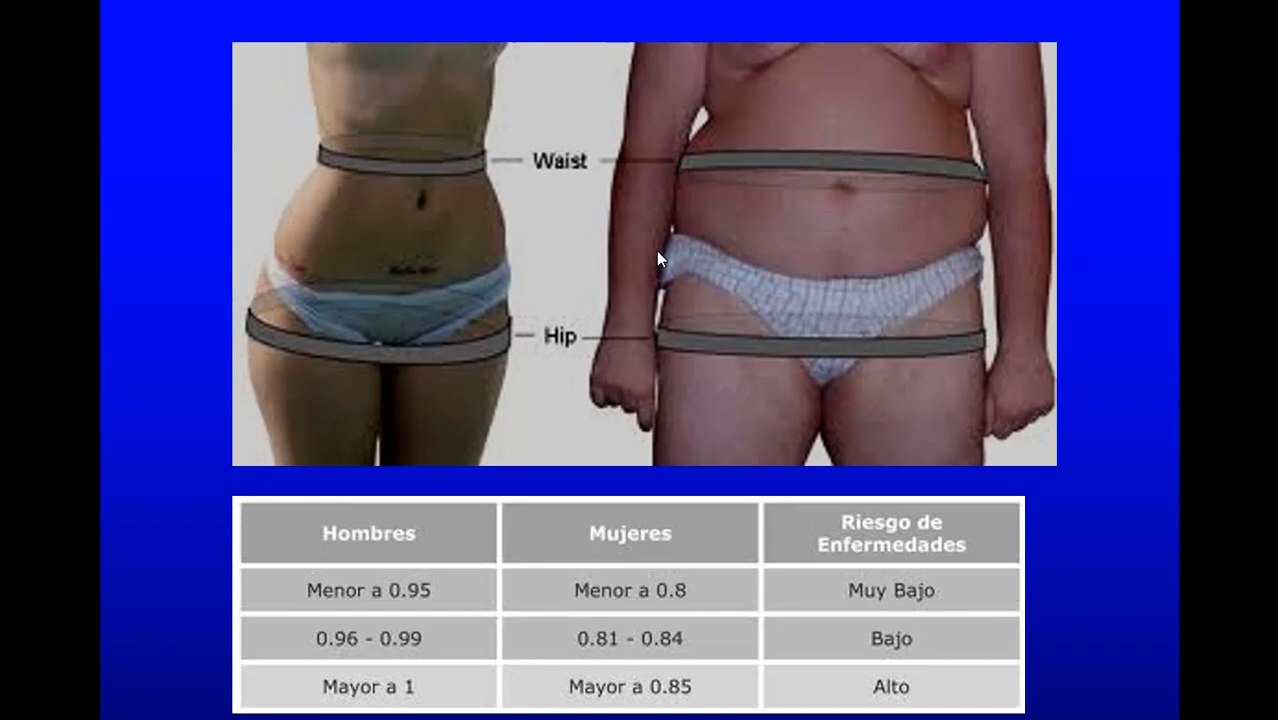 Waist
Hip
Hombres Mujeres Riesgo de Enfermedades
Menor a 0.95 Menor a 0.8 Muy Bajo
0.96 - 0.99 0.81 - 0.84 Bajo
Mayor a 1 Mayor a 0.85 Alto